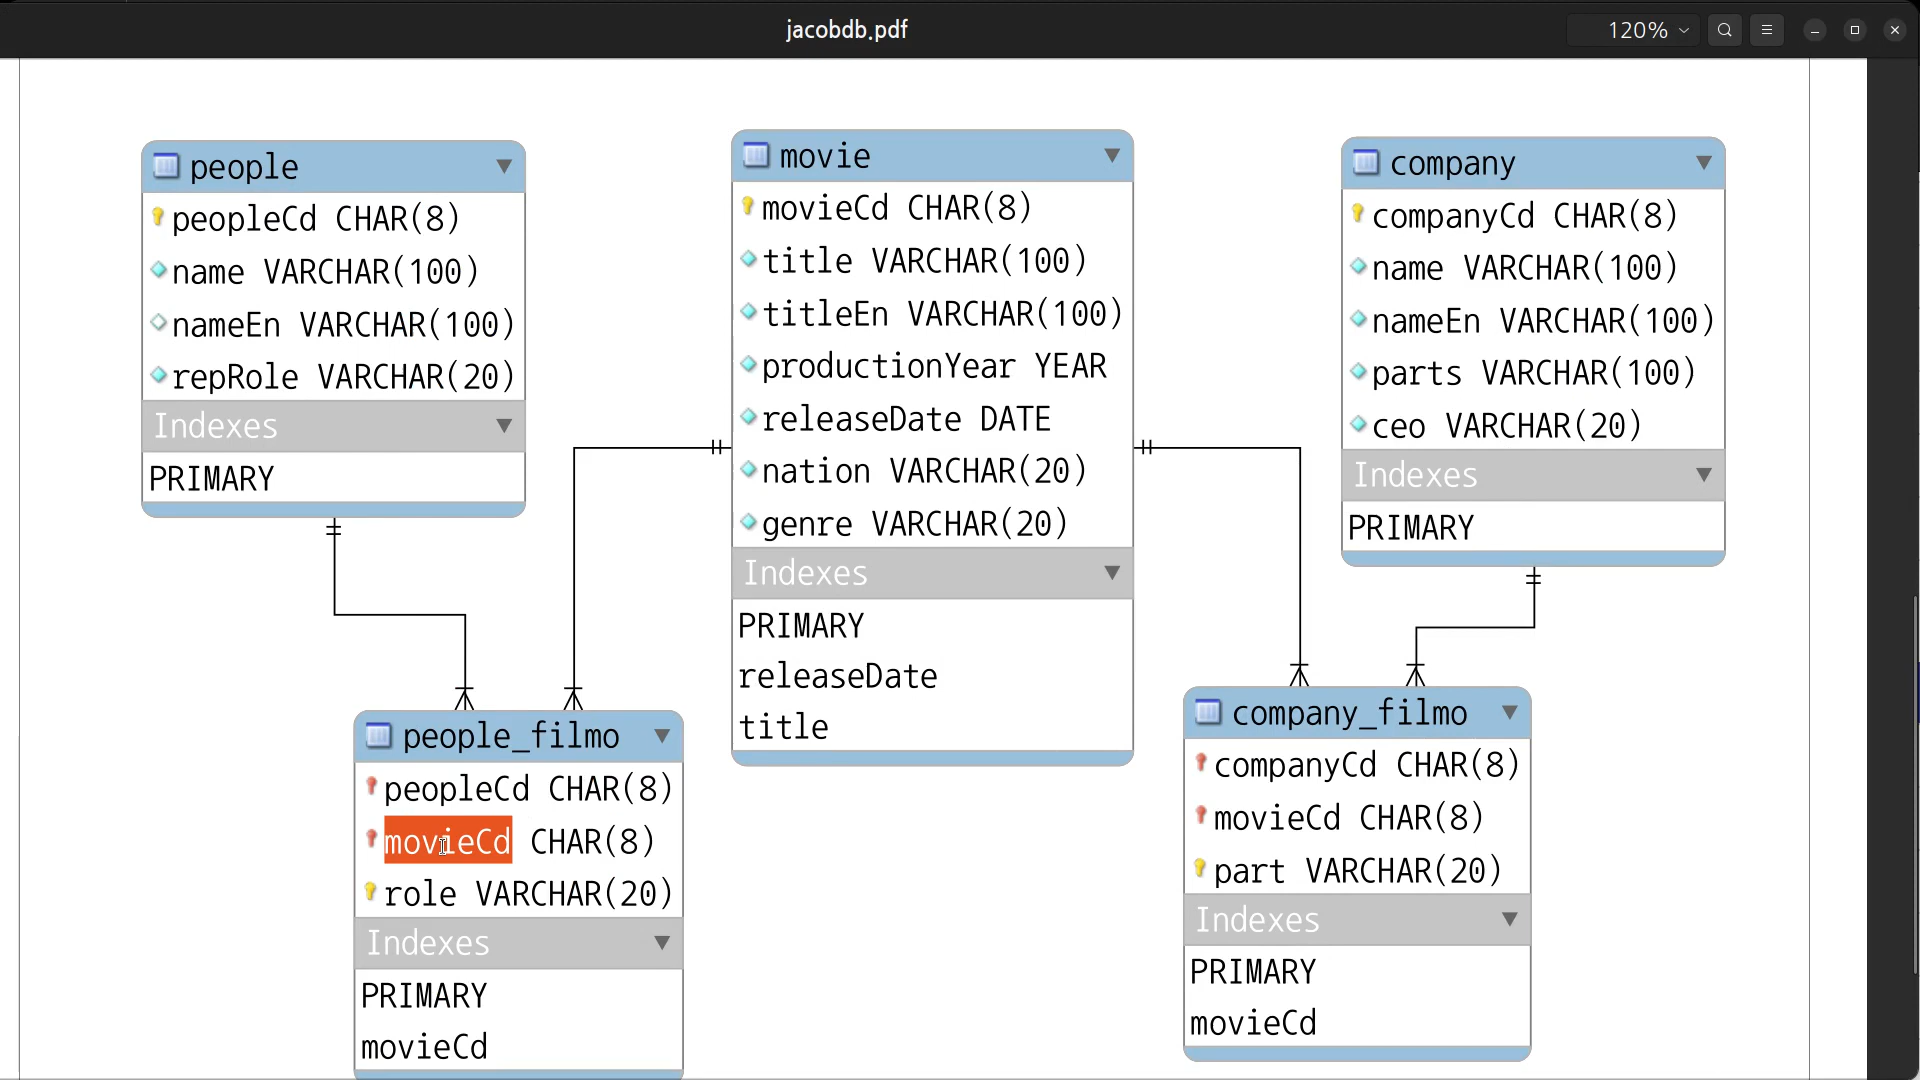 jacobdb.pdf
120%
people
peopleCd CHAR(8)
name VARCHAR(100)
nameEn VARCHAR(100)
repRole VARCHAR(20)
Indexes
PRIMARY
movie
movieCd CHAR(8)
title VARCHAR(100)
titleEn VARCHAR(100)
productionYear YEAR
releaseDate DATE
nation VARCHAR(20)
genre VARCHAR(20)
Indexes
PRIMARY
releaseDate
title
company
companyCd CHAR(8)
name VARCHAR(100)
nameEn VARCHAR(100)
parts VARCHAR(100)
ceo VARCHAR(20)
Indexes
PRIMARY
people_filmo
peopleCd CHAR(8)
movieCd CHAR(8)
role VARCHAR(20)
Indexes
PRIMARY
movieCd
company_filmo
companyCd CHAR(8)
movieCd CHAR(8)
part VARCHAR(20)
Indexes
PRIMARY
movieCd